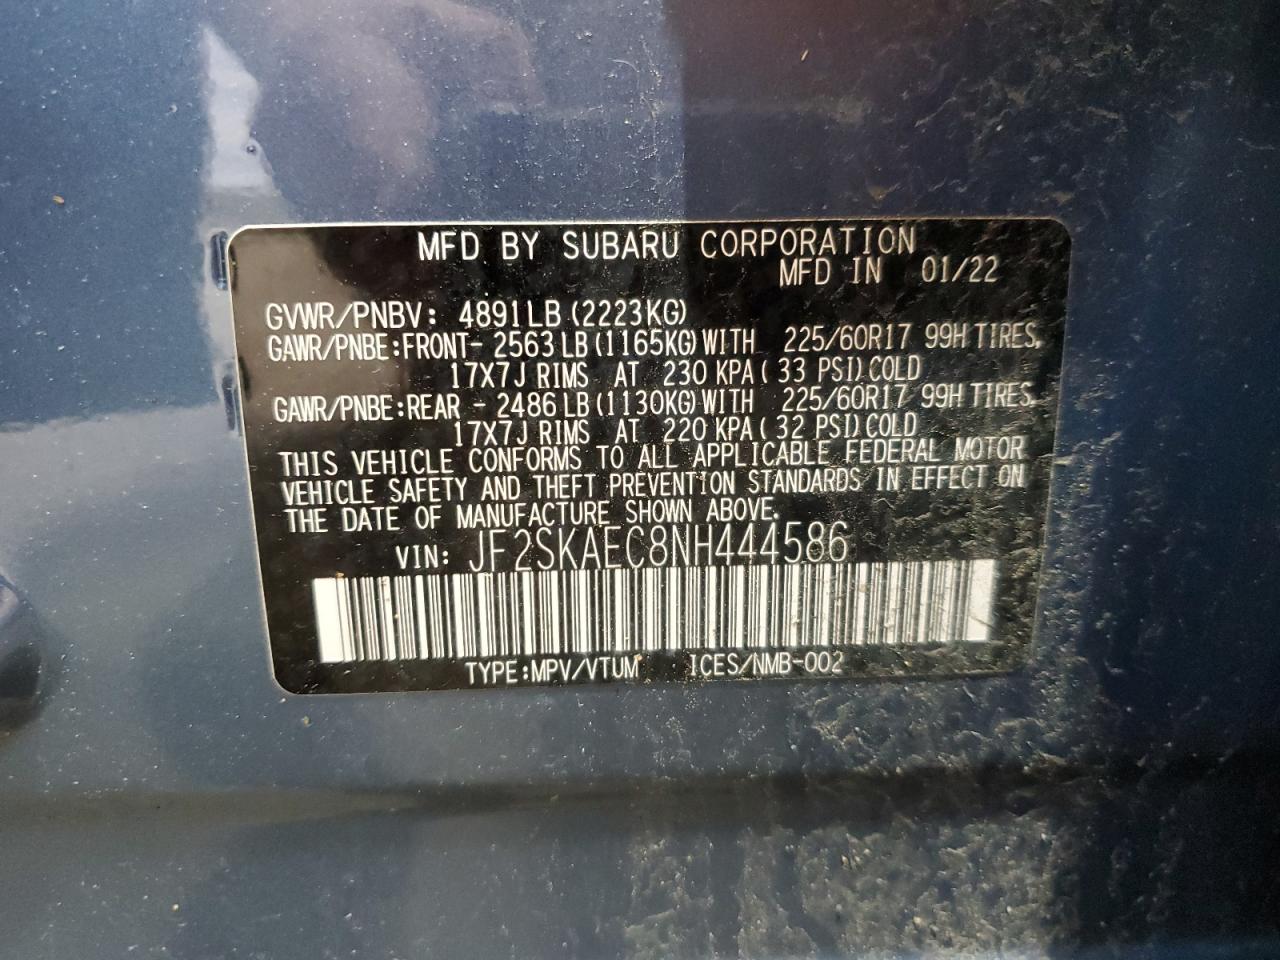 MFD BY SUBARU CORPORATION
MFD IN 01/22
GVWR/PNBV: 4891LB (2223KG)
GAWR/PNBE:FRONT- 2563LB(1165KG)WITH 225/60R17 99H TIRES,
17X7J RIMS AT 230 KPA( 33 PSI)COLD
GAWR/PNBE:REAR - 2486LB(1130KG)WITH 225/60R17 99H TIRES,
17X7J RIMS AT 220 KPA( 32 PSI)COLD
THIS VEHICLE CONFORMS TO ALL APPLICABLE FEDERAL MOTOR
VEHICLE SAFETY AND THEFT PREVENTION STANDARDS IN EFFECT ON
THE DATE OF MANUFACTURE SHOWN ABOVE.
VIN: JF2SKAEC8NH444586
TYPE:MPV/VTUM ICES/NMB-002